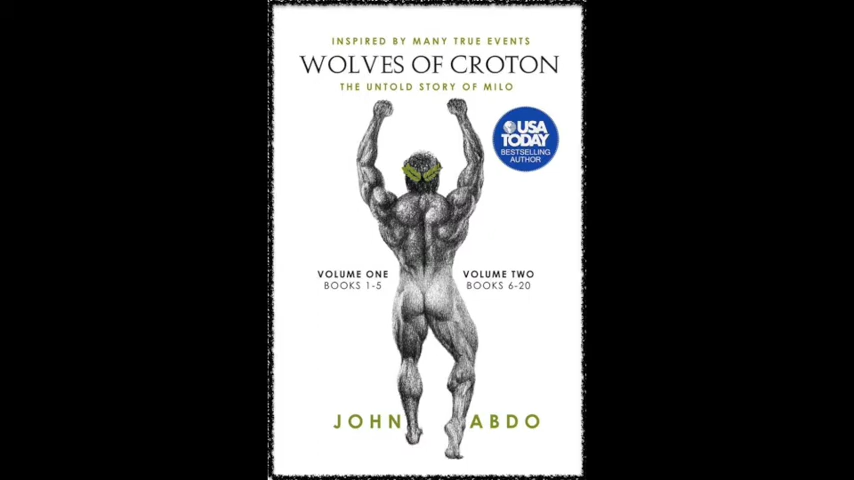 INSPIRED BY MANY TRUE EVENTS
WOLVES OF CROTON
THE UNTOLD STORY OF MILO
USA
TODAY
BESTSELLING
AUTHOR
VOLUME ONE
BOOKS 1-5
VOLUME TWO
BOOKS 6-20
JOHN ABDO